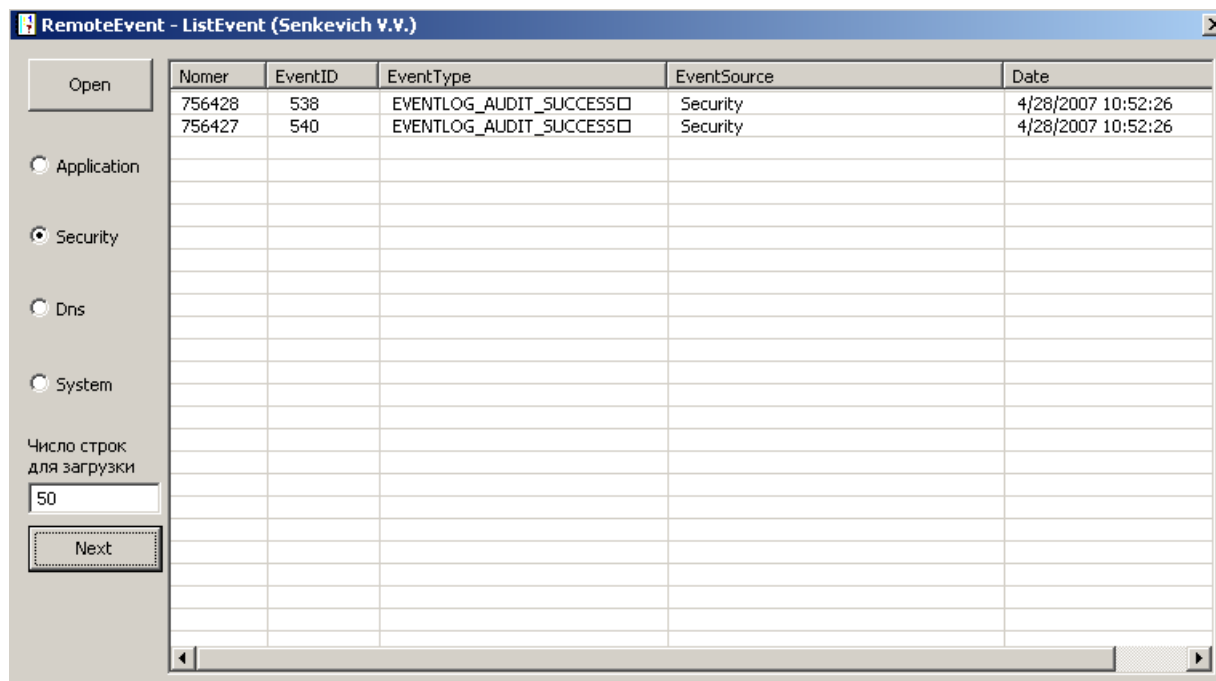 RemoteEvent - ListEvent (Senkevich V.V.)
Open
Nomer EventID EventType EventSource Date
756428 538 EVENTLOG_AUDIT_SUCCESS□ Security 4/28/2007 10:52:26
756427 540 EVENTLOG_AUDIT_SUCCESS□ Security 4/28/2007 10:52:26
Application
Security
Dns
System
Число строк
для загрузки
50
Next